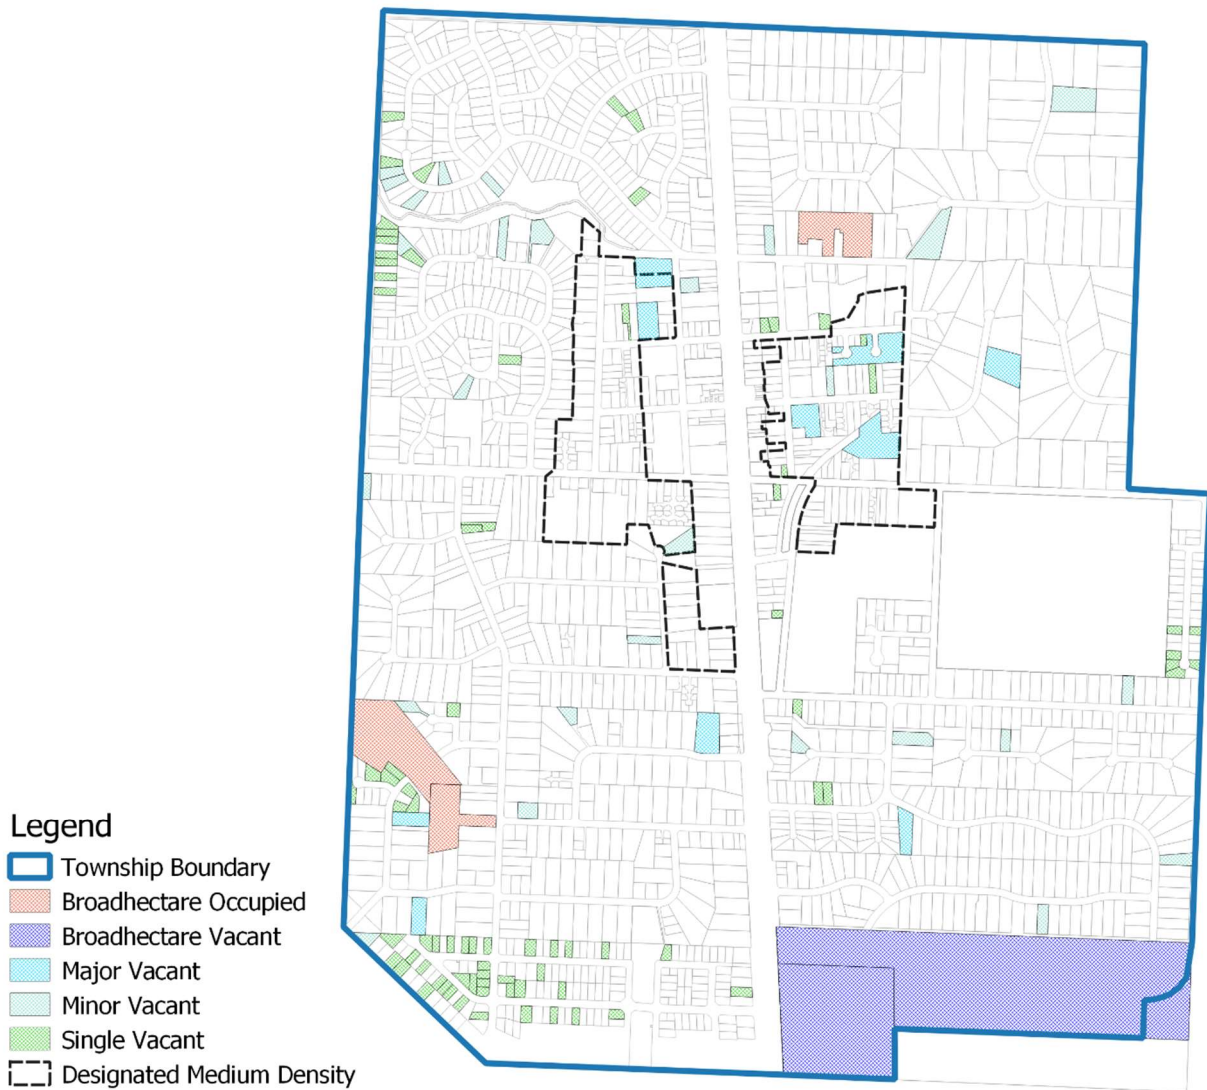 Legend
Township Boundary
Broadhectare Occupied
Broadhectare Vacant
Major Vacant
Minor Vacant
Single Vacant
Designated Medium Density